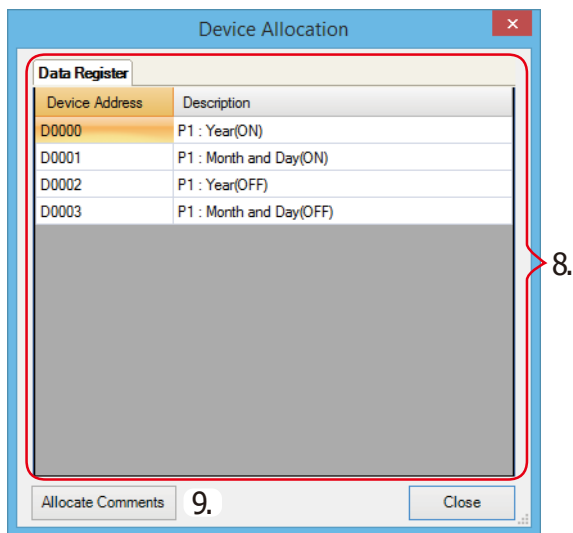 Device Allocation
Data Register
Device Address Description
D0000 P1 : Year(ON)
D0001 P1 : Month and Day(ON)
D0002 P1 : Year(OFF)
D0003 P1 : Month and Day(OFF)
8.
Allocate Comments 9. Close